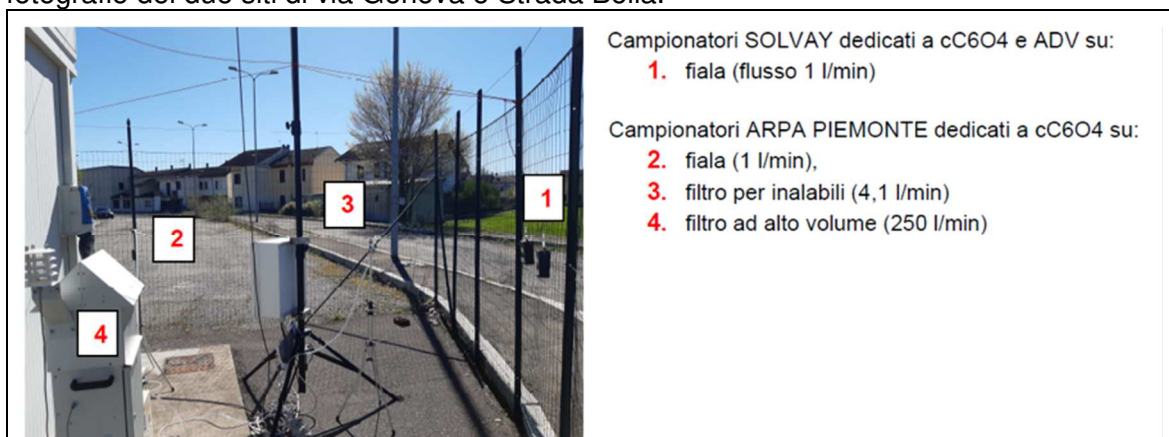 fotografie dei due siti di via Genova e Strada Bolla.
Campionatori SOLVAY dedicati a cC6O4 e ADV su:
1. fiala (flusso 1 l/min)
Campionatori ARPA PIEMONTE dedicati a cC6O4 su:
2. fiala (1 l/min),
3. filtro per inalabili (4,1 l/min)
4. filtro ad alto volume (250 l/min)
1
3
2
4